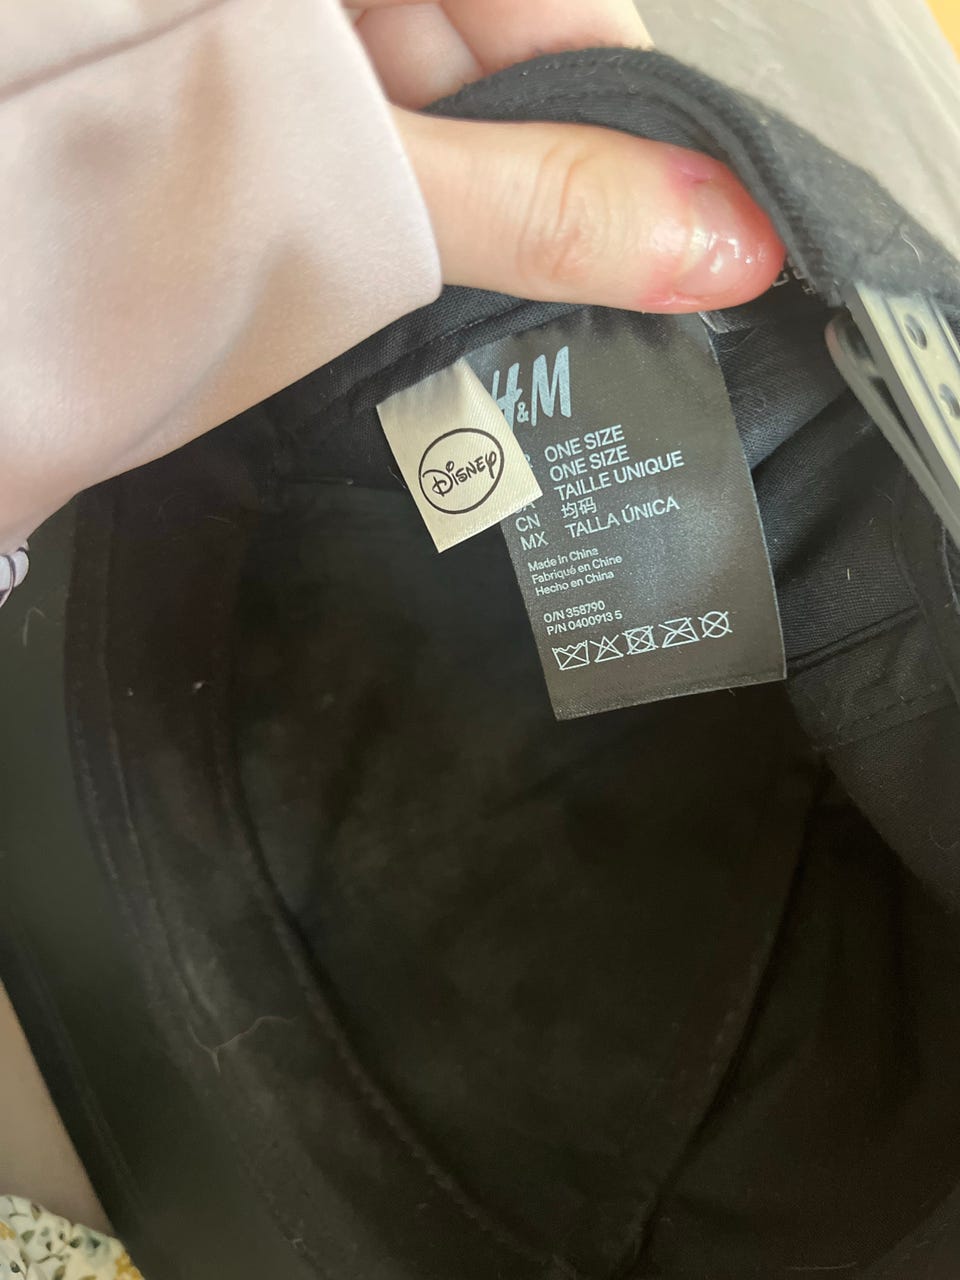 H&M
Disney
ONE SIZE
ONE SIZE
TAILLE UNIQUE
CN 均码
MX TALLA ÚNICA
Made in China
Fabriqué en Chine
Hecho en China
O/N 358790
P/N 0400913 5